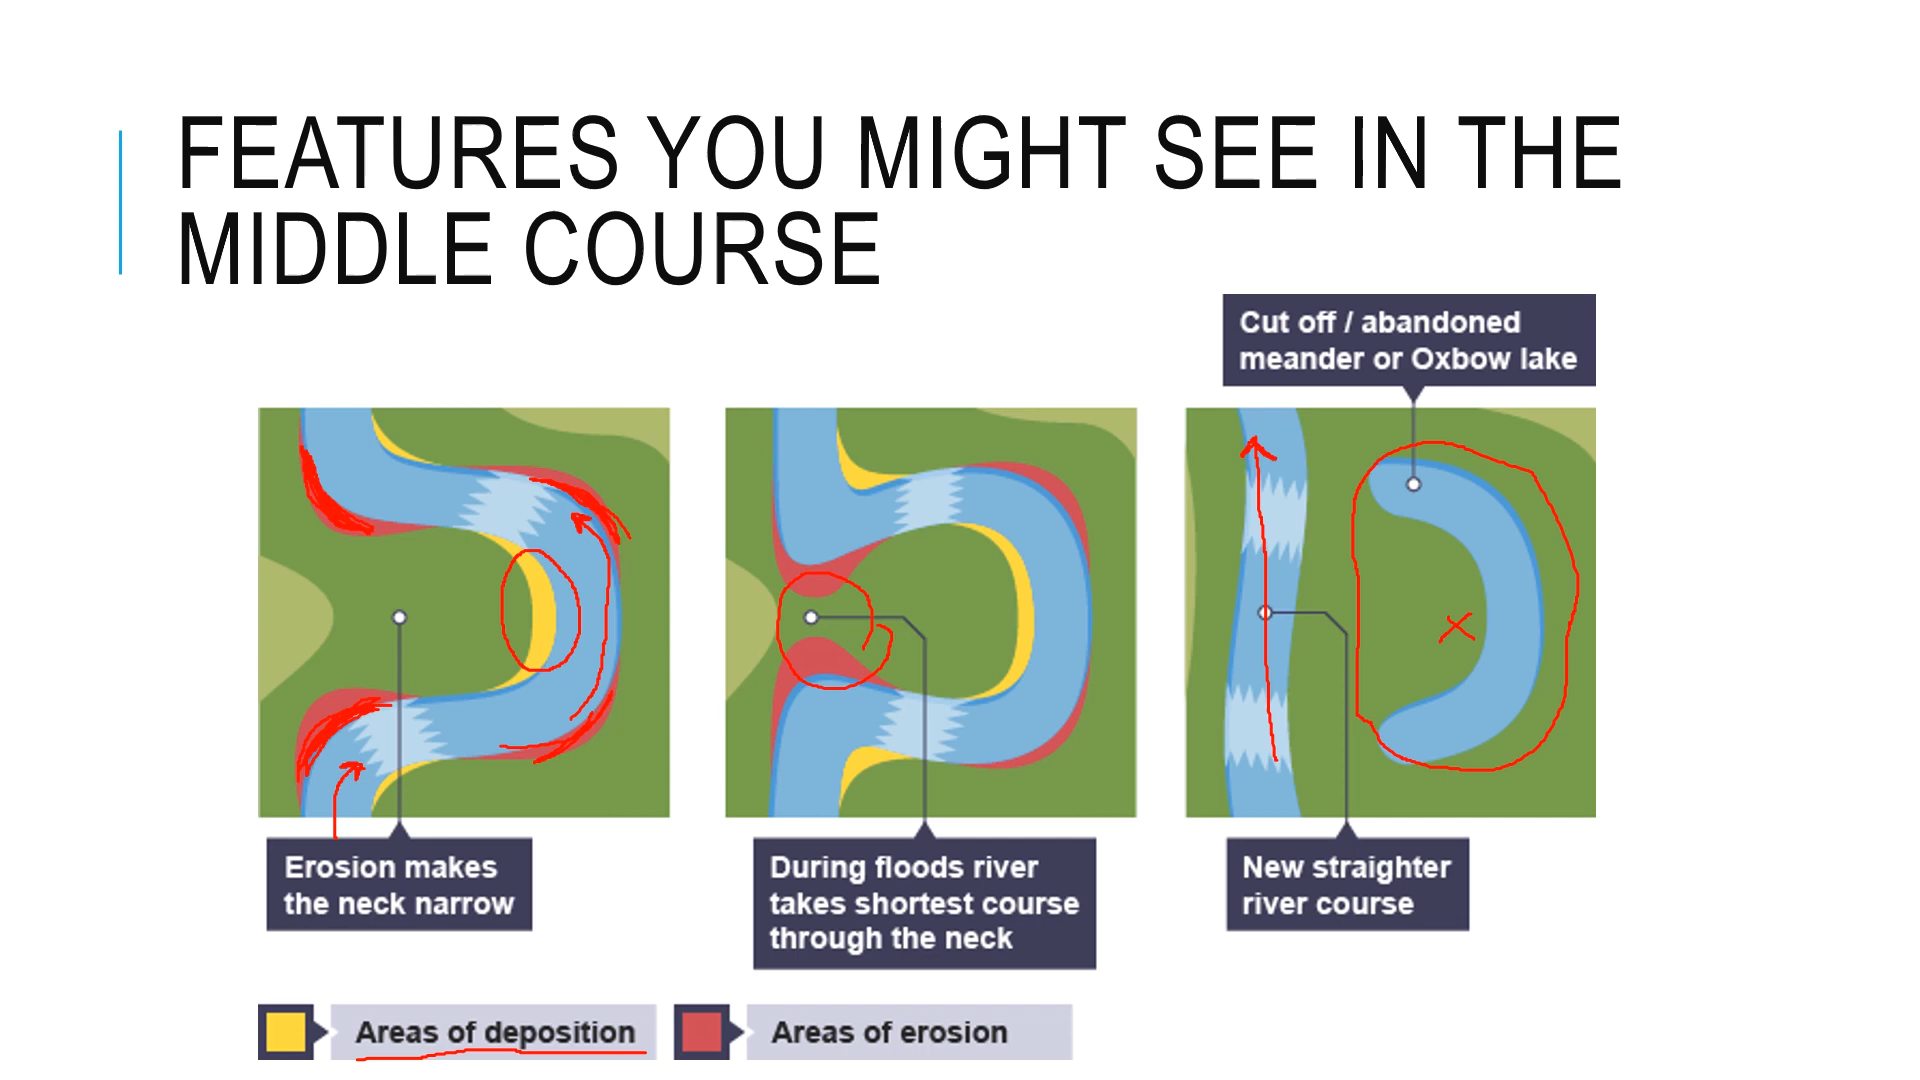 FEATURES YOU MIGHT SEE IN THE
MIDDLE COURSE
Cut off / abandoned
meander or Oxbow lake
Erosion makes
the neck narrow
During floods river
takes shortest course
through the neck
New straighter
river course
Areas of deposition
Areas of erosion